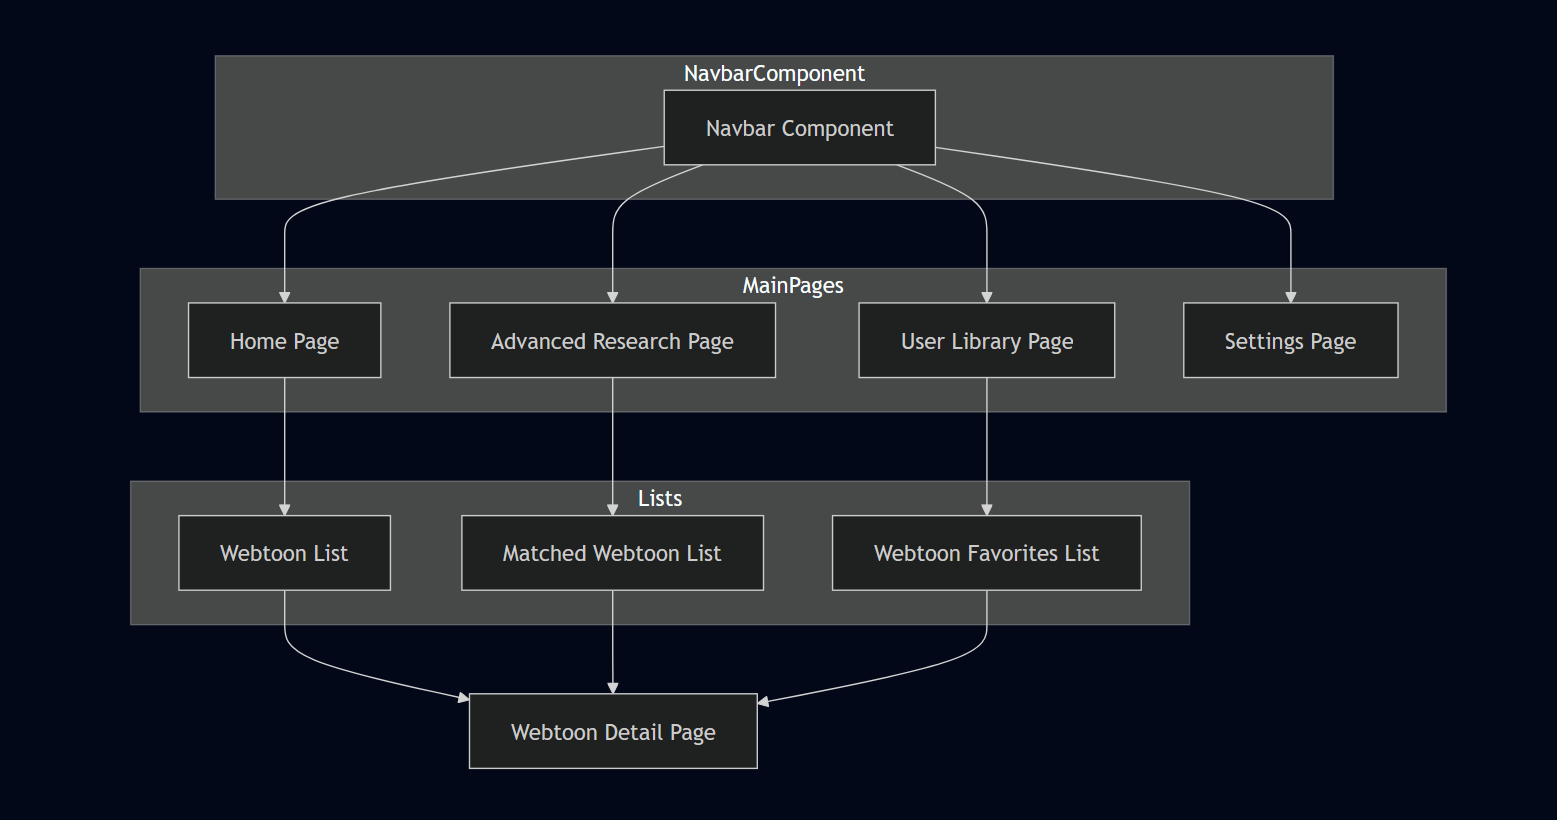 NavbarComponent
Navbar Component
MainPages
Home Page
Advanced Research Page
User Library Page
Settings Page
Lists
Webtoon List
Matched Webtoon List
Webtoon Favorites List
Webtoon Detail Page